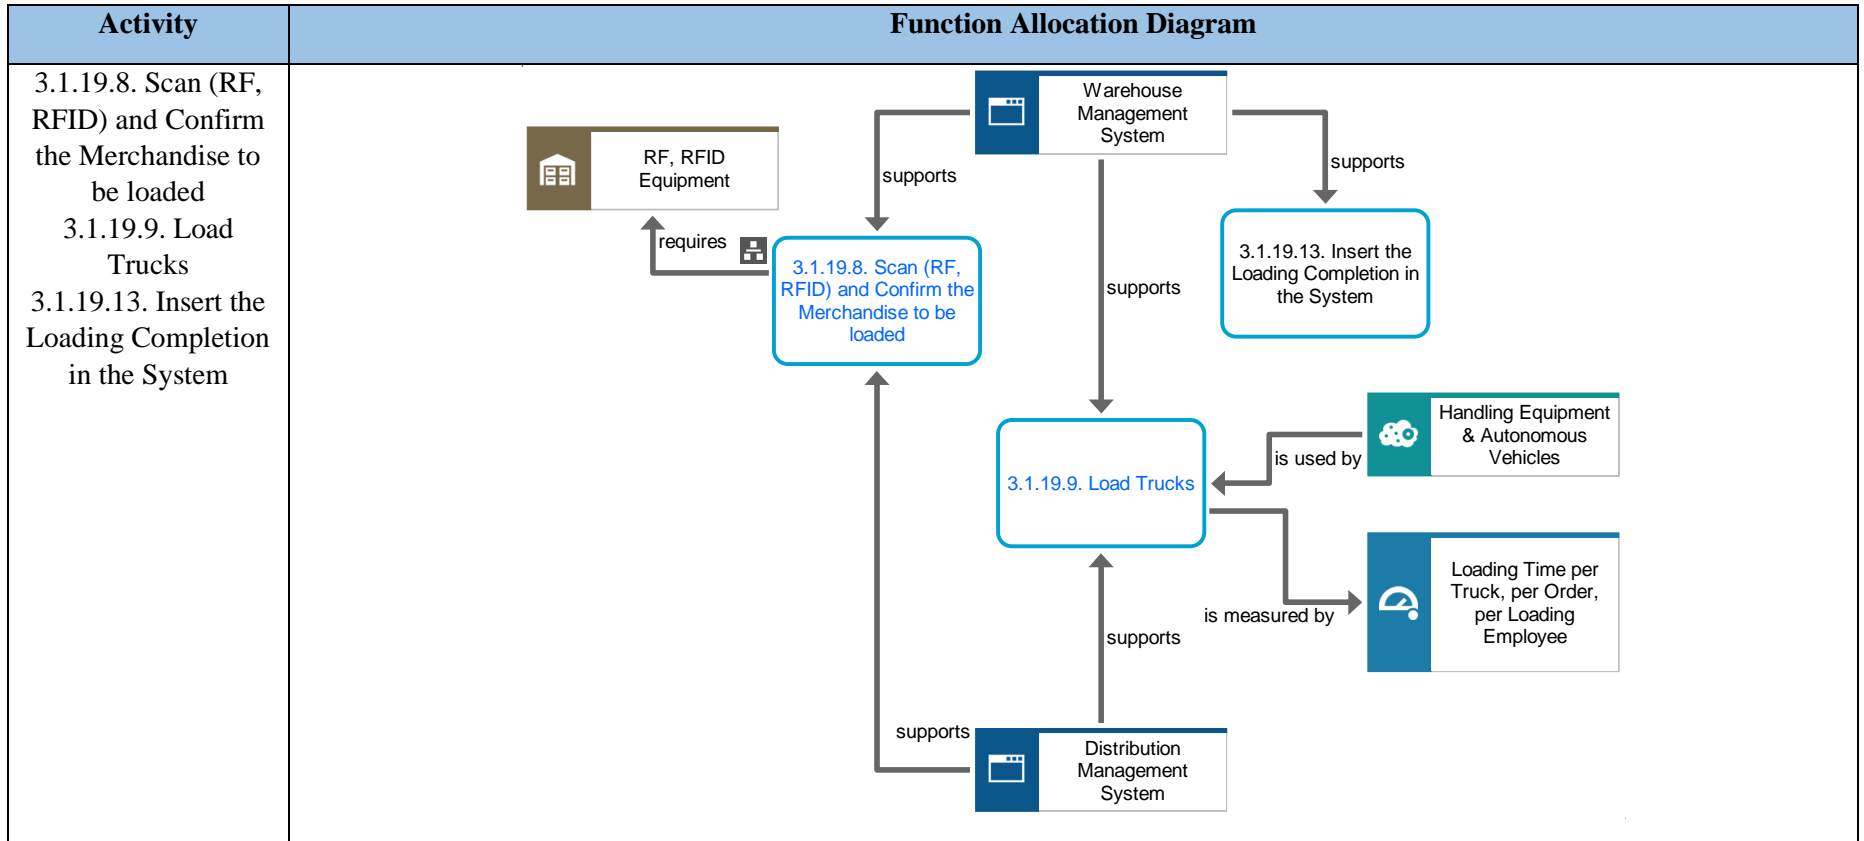 Activity
Function Allocation Diagram
3.1.19.8. Scan (RF,
RFID) and Confirm
the Merchandise to
be loaded
3.1.19.9. Load
Trucks
3.1.19.13. Insert the
Loading Completion
in the System
Warehouse
Management
System
RF, RFID
Equipment
supports
supports
requires
3.1.19.8. Scan (RF,
RFID) and Confirm the
Merchandise to be
loaded
3.1.19.13. Insert the
Loading Completion in
the System
supports
Handling Equipment
& Autonomous
Vehicles
is used by
3.1.19.9. Load Trucks
Loading Time per
Truck, per Order,
per Loading
Employee
is measured by
supports
supports
Distribution
Management
System